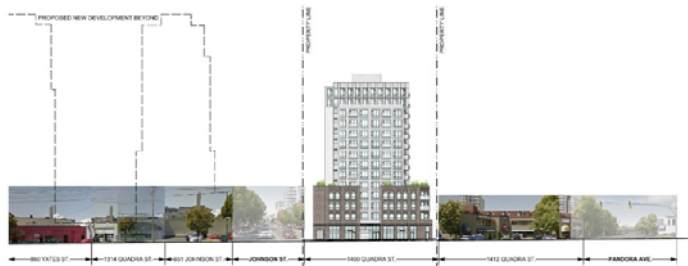 PROPOSED NEW DEVELOPMENT BEYOND
PROPERTY LINE
PROPERTY LINE
880 YATES ST.
1314 QUADRA ST.
851 JOHNSON ST.
JOHNSON ST.
1400 QUADRA ST.
1412 QUADRA ST.
PANDORA AVE.